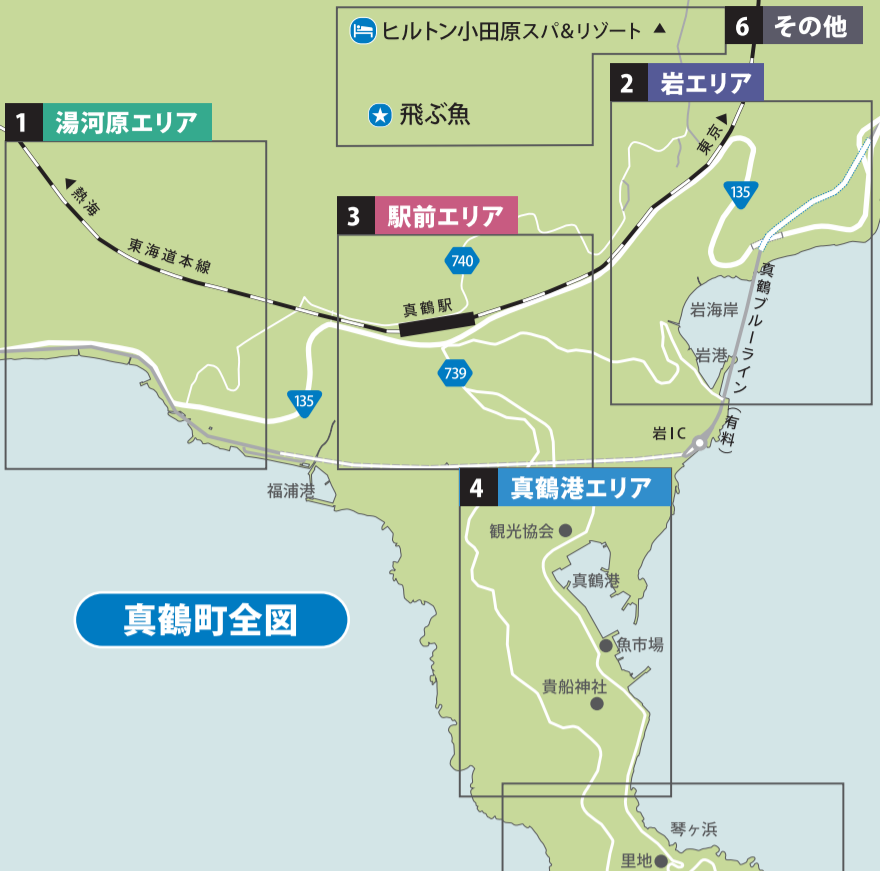 ヒルトン小田原スパ&リゾート ▲
6 その他
飛ぶ魚
2 岩エリア
1 湯河原エリア
▲東京
135
▲熱海
3 駅前エリア
東海道本線
740
真鶴駅
真鶴ブルーライン(有料)
岩海岸
岩港
739
135
岩IC
福浦港
4 真鶴港エリア
観光協会
真鶴港
真鶴町全図
魚市場
貴船神社
琴ヶ浜
里地